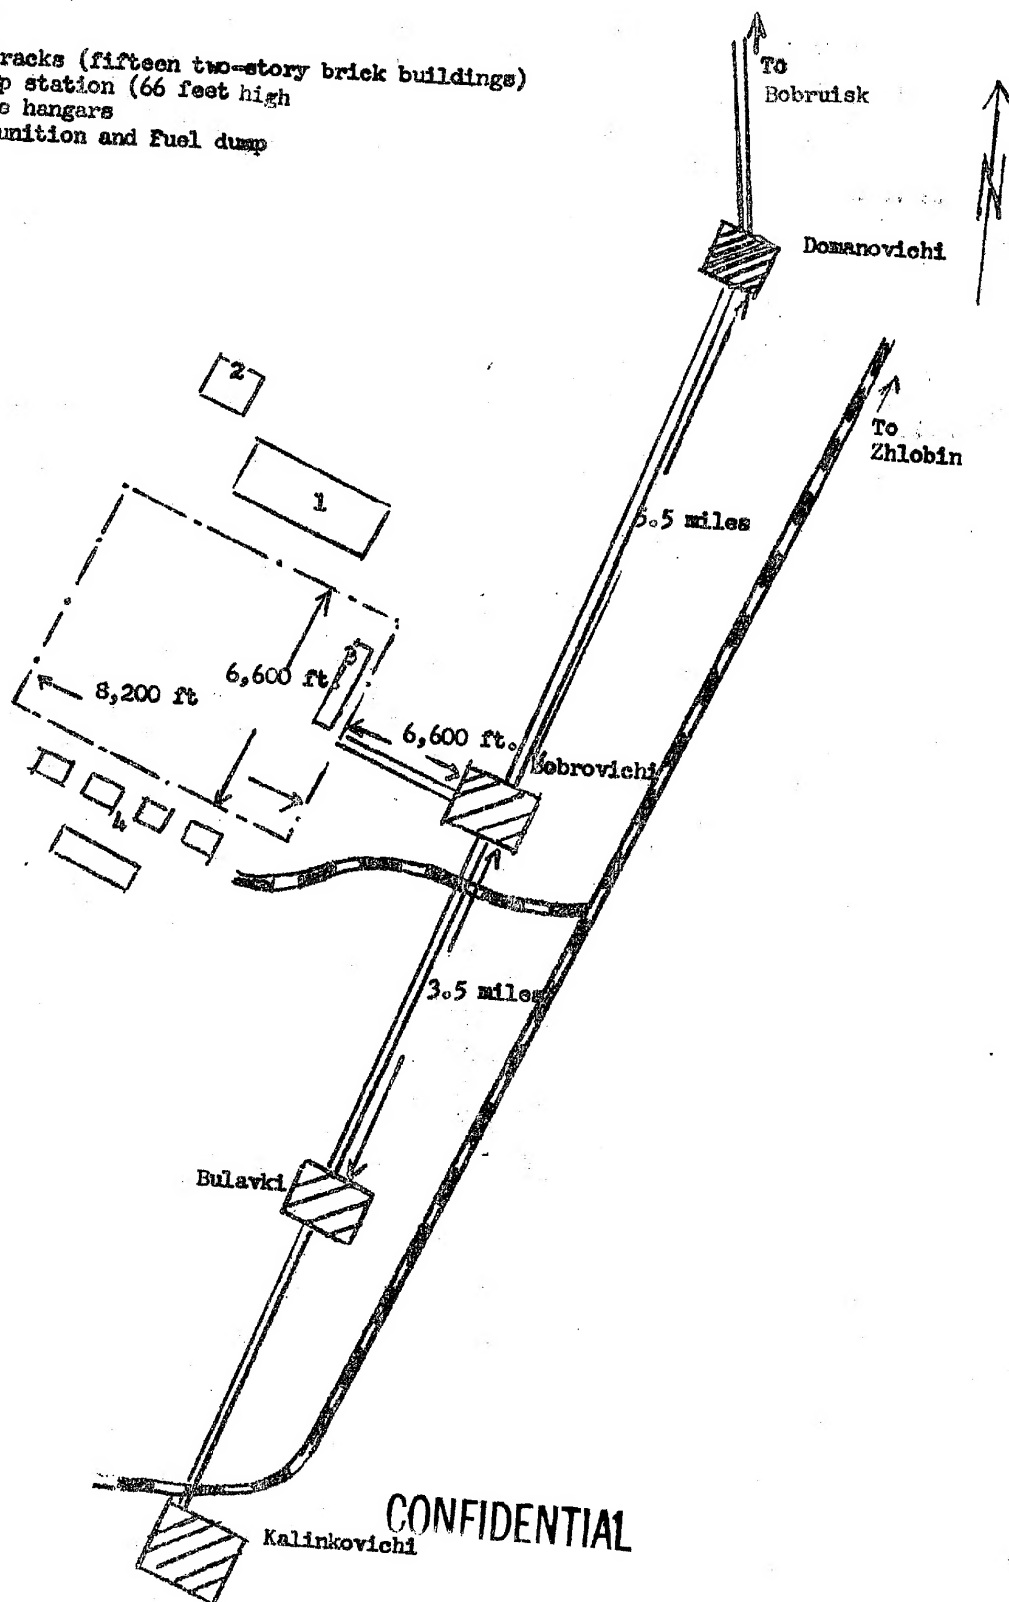 racks (fifteen two-story brick buildings)
p station (66 feet high
e hangars
unition and Fuel dump
To
Bobruisk
N
Domanovichi
To
Zhlobin
2
1
5.5 miles
6,600 ft.
8,200 ft
6,600 ft.
Bobrovichi
4
3.5 miles
Bulavki
Kalinkovichi
CONFIDENTIAL